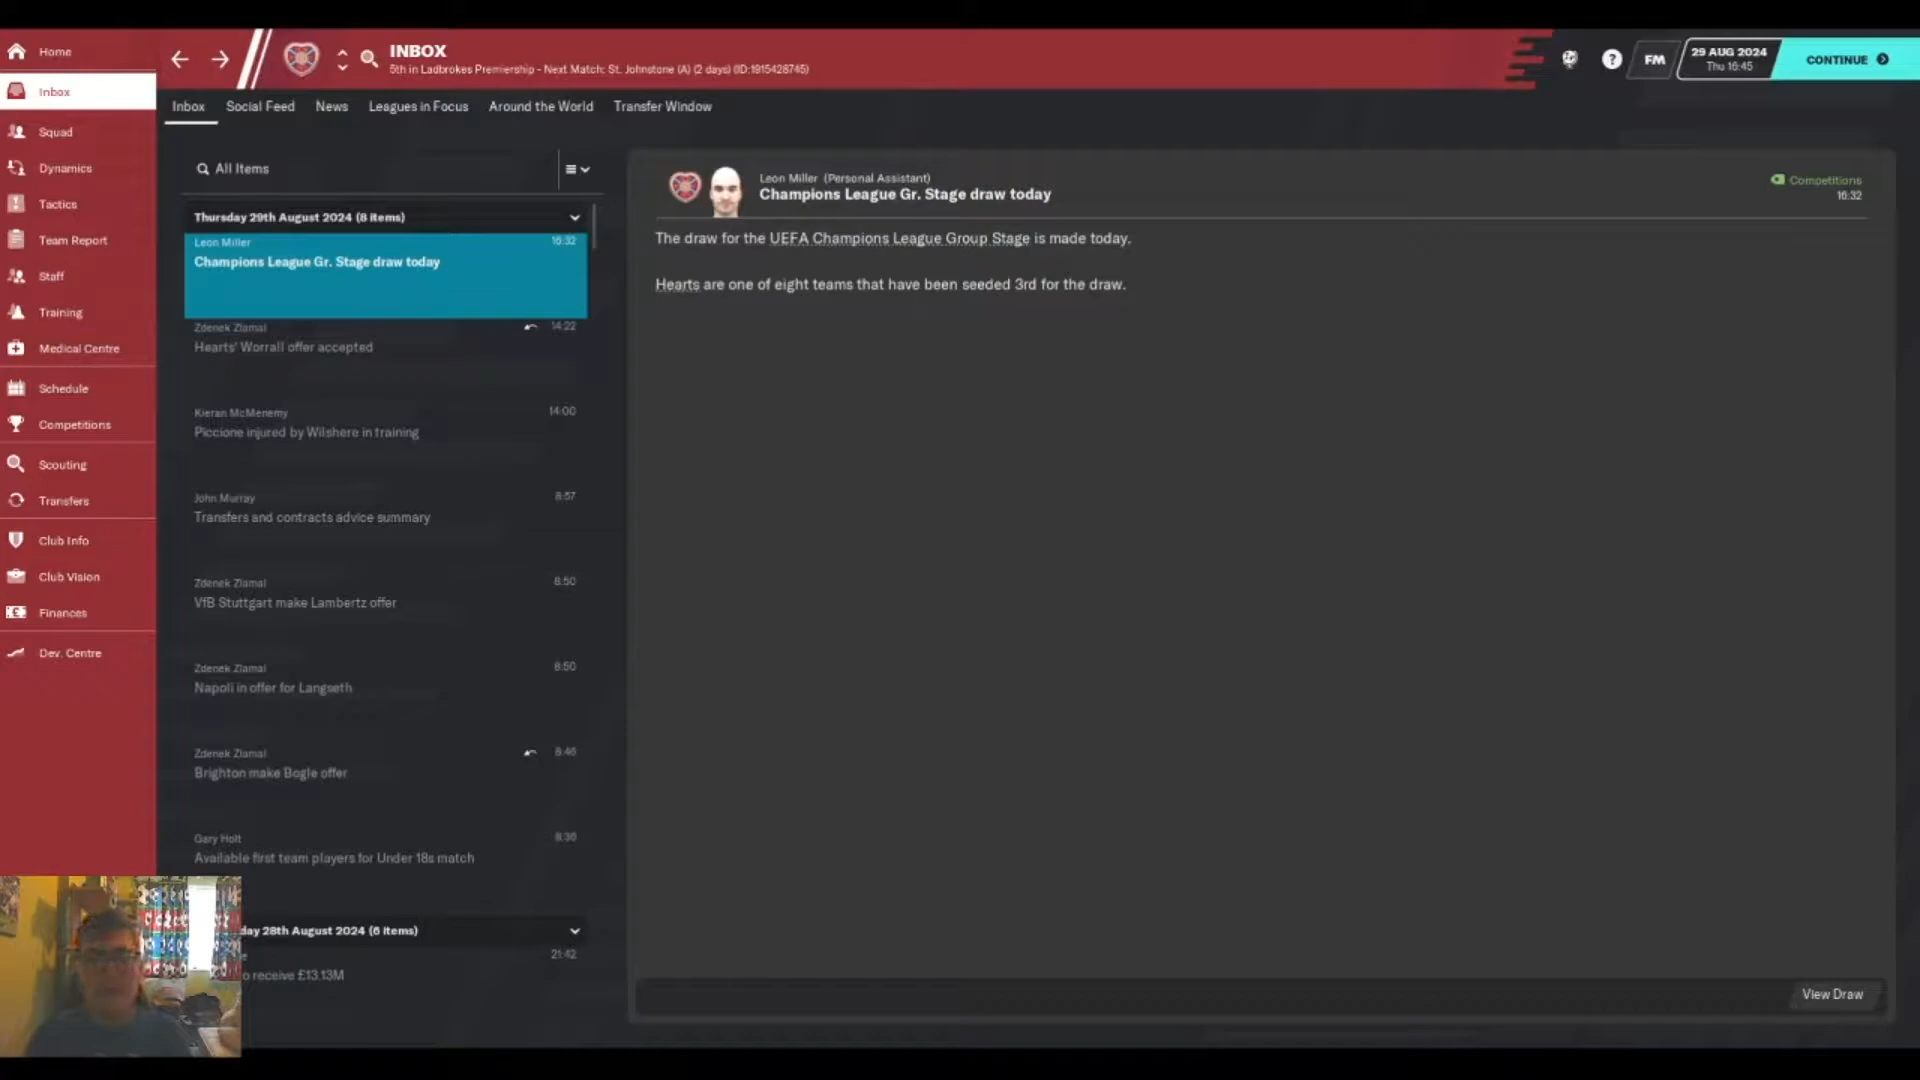 Home
INBOX
5th in Ladbrokes Premiership - Next Match: St. Johnstone (A) (2 days) (ID:1915428745)
FM
29 AUG 2024
Thu 16:45
CONTINUE
Inbox
Squad
Dynamics
Tactics
Team Report
Staff
Training
Medical Centre
Schedule
Competitions
Scouting
Transfers
Club Info
Club Vision
Finances
Dev. Centre
Inbox
Social Feed
News
Leagues in Focus
Around the World
Transfer Window
All Items
Thursday 29th August 2024 (8 items)
Leon Miller 16:32
Champions League Gr. Stage draw today
Zdenek Zlamal 14:22
Hearts' Worrall offer accepted
Kieran McMenemy 14:00
Piccione injured by Wilshere in training
John Murray 8:57
Transfers and contracts advice summary
Zdenek Zlamal 8:50
VfB Stuttgart make Lambertz offer
Zdenek Zlamal 8:50
Napoli in offer for Langseth
Zdenek Zlamal 8:46
Brighton make Bogle offer
Gary Holt 8:36
Available first team players for Under 18s match
day 28th August 2024 (6 items)
21:42
o receive £13.13M
Leon Miller (Personal Assistant)
Champions League Gr. Stage draw today
Competitions
16:32
The draw for the UEFA Champions League Group Stage is made today.
Hearts are one of eight teams that have been seeded 3rd for the draw.
View Draw